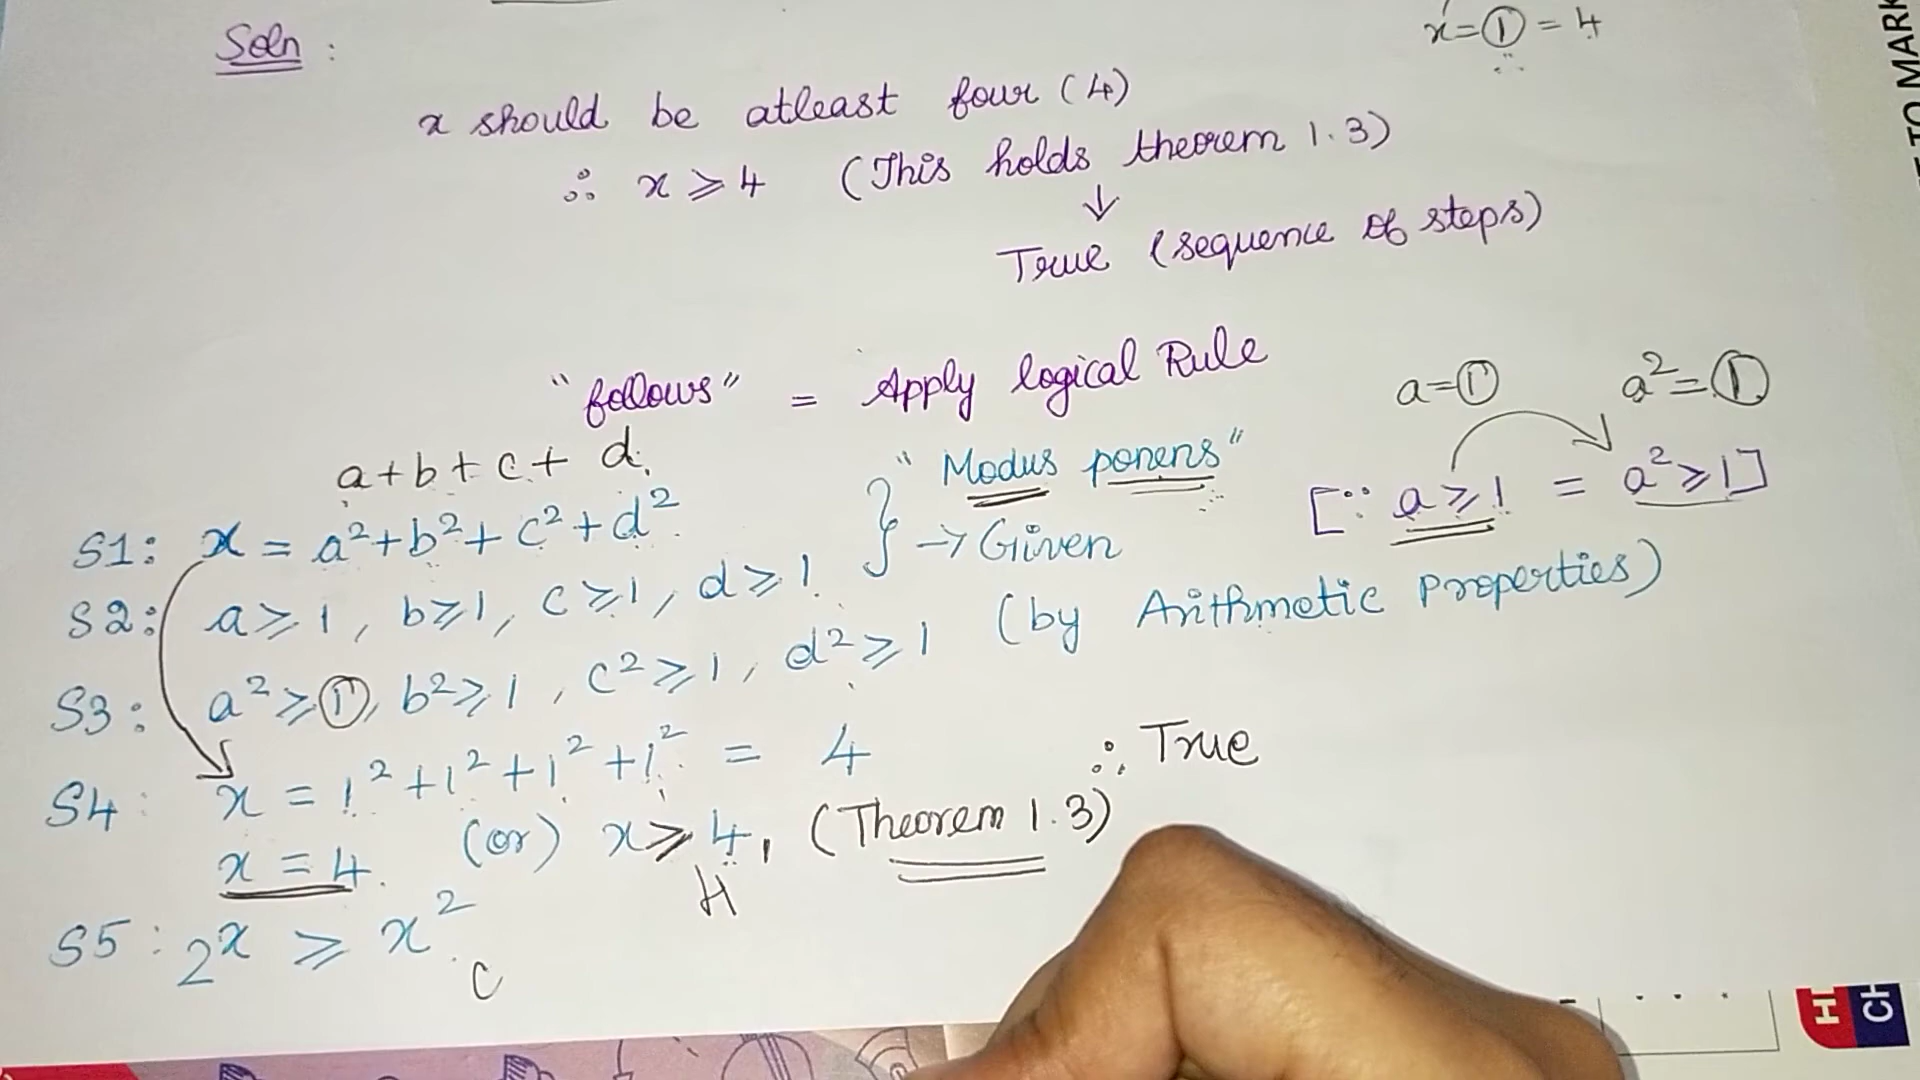 Soln :
x = 1 = 4
x should be atleast four (4)
∴ x ≥ 4 (This holds theorem 1.3)
↓
True (sequence of steps)
"follows" = Apply logical Rule
a = 1 a² = 1
a + b + c + d.
"Modus ponens"
[∵ a ≥ 1 = a² ≥ 1]
S1: x = a² + b² + c² + d²
} → Given
S2: a ≥ 1, b ≥ 1, c ≥ 1, d ≥ 1
S3: a² ≥ 1, b² ≥ 1, c² ≥ 1, d² ≥ 1 (by Arithmetic Properties)
S4: x = 1² + 1² + 1² + 1² = 4 ∴ True
x = 4. (or) x ≥ 4, (Theorem 1.3)
H
S5: 2ˣ ≥ x².
C
TO MARK